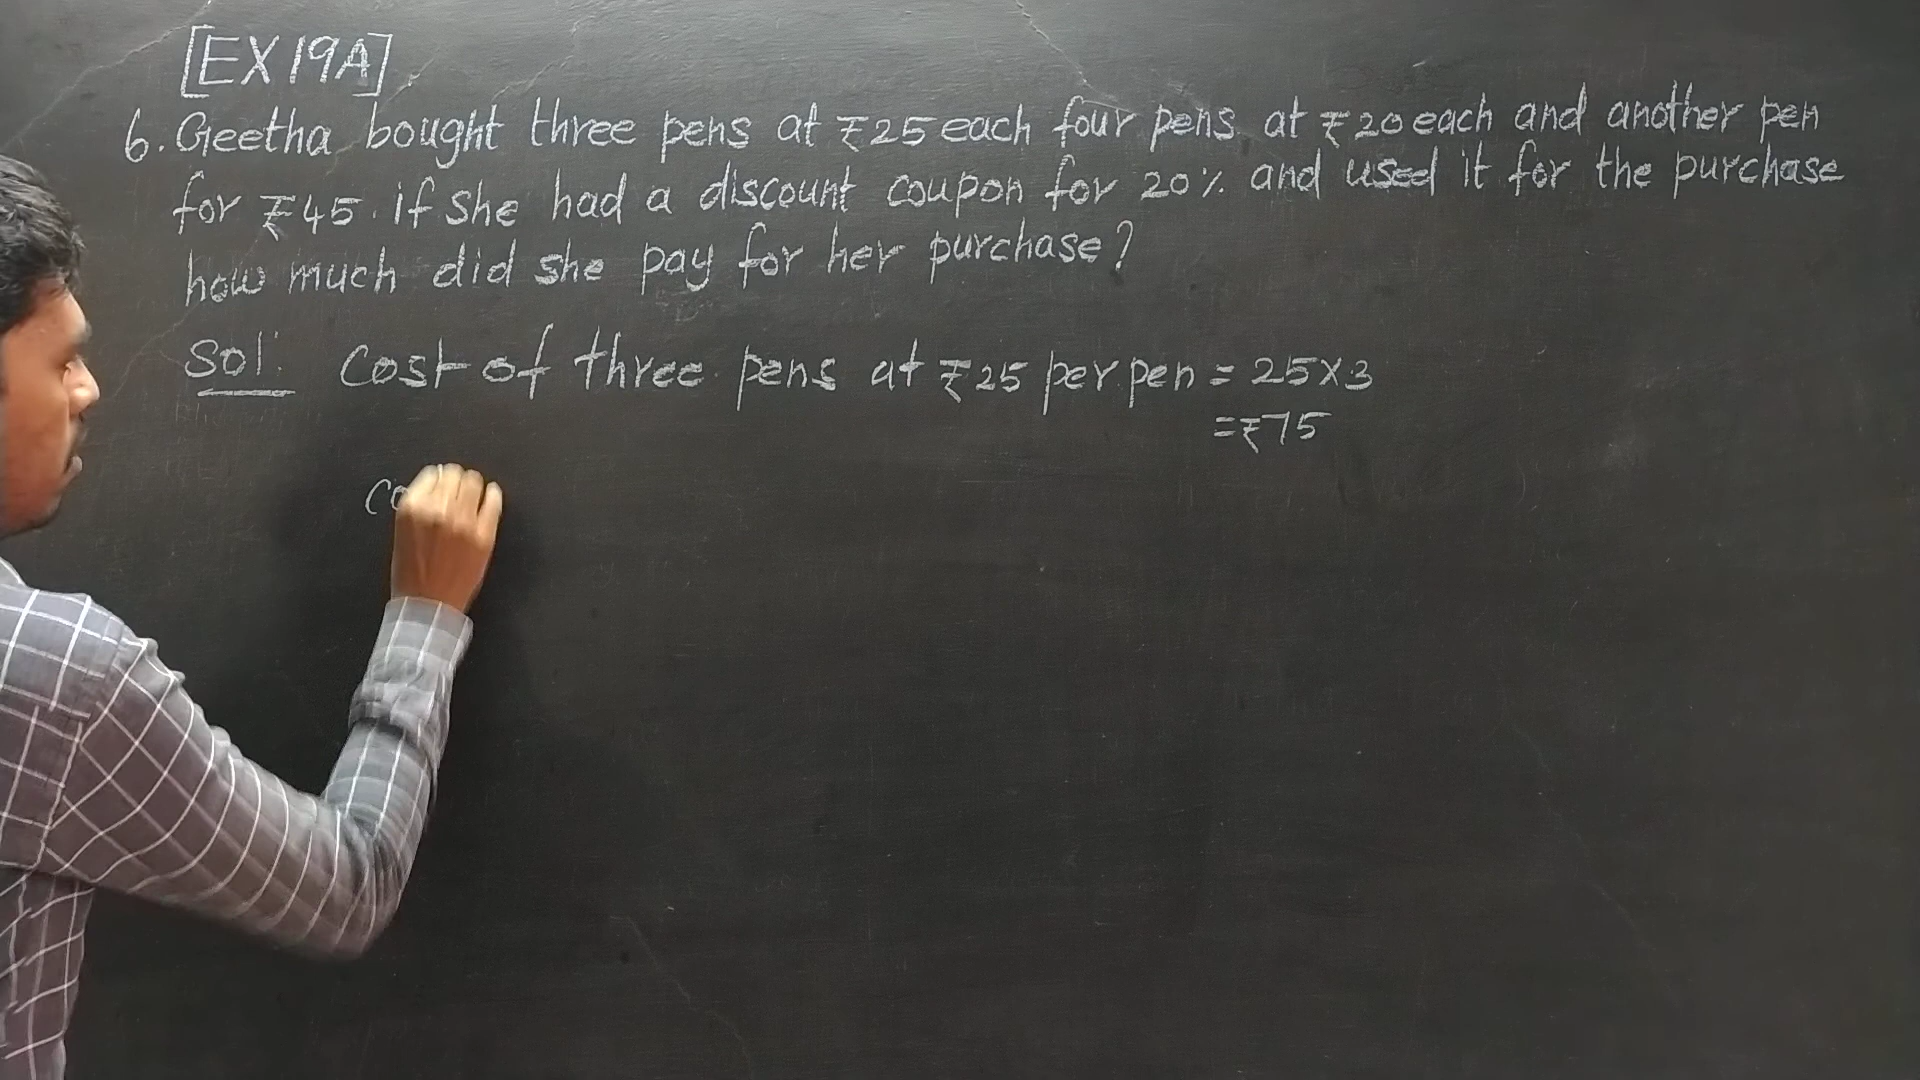 [EX 19A]
6. Geetha bought three pens at ₹25 each four pens at ₹20 each and another pen
for ₹45. if She had a discount coupon for 20% and used it for the purchase
how much did she pay for her purchase?
Sol: Cost of three pens at ₹25 per pen = 25×3
=₹75
Co